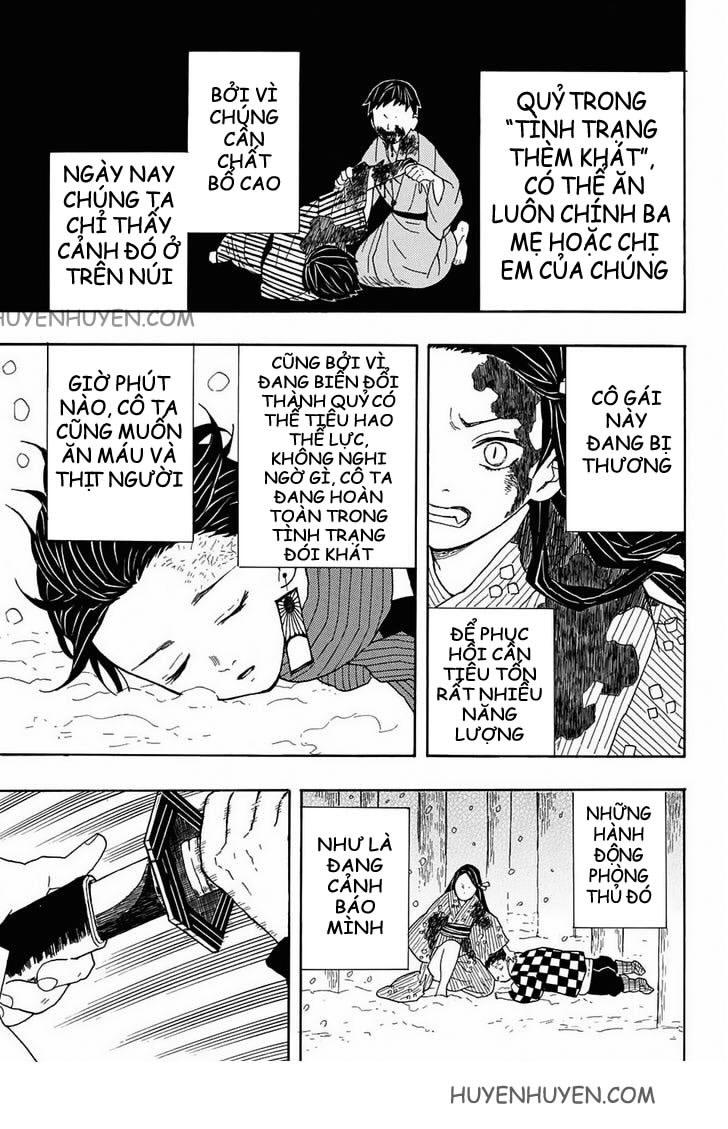 QUỶ TRONG
"TÌNH TRẠNG
THÈM KHÁT",
CÓ THỂ ĂN
LUÔN CHÍNH BA
MẸ HOẶC CHỊ
EM CỦA CHÚNG
BỞI VÌ
CHÚNG
CẦN
CHẤT
BỔ CAO
NGÀY NAY
CHÚNG TA
CHỈ THẤY
CẢNH ĐÓ Ở
TRÊN NÚI
HUYENHUYEN.COM
CÔ GÁI
NÀY
ĐANG BỊ
THƯƠNG
ĐỂ PHỤC
HỒI CẦN
TIÊU TỐN
RẤT NHIỀU
NĂNG
LƯỢNG
CŨNG BỞI VÌ
ĐANG BIẾN ĐỔI
THÀNH QUỶ CÓ
THỂ TIÊU HAO
THỂ LỰC,
KHÔNG NGHI
NGỜ GÌ, CÔ TA
ĐANG HOÀN
TOÀN TRONG
TÌNH TRẠNG
ĐÓI KHÁT
GIỜ PHÚT
NÀO, CÔ TA
CŨNG MUỐN
ĂN MÁU VÀ
THỊT NGƯỜI
NHỮNG
HÀNH
ĐỘNG
PHÒNG
THỦ ĐÓ
NHƯ LÀ
ĐANG
CẢNH
BÁO
MÌNH
HUYENHUYEN.COM